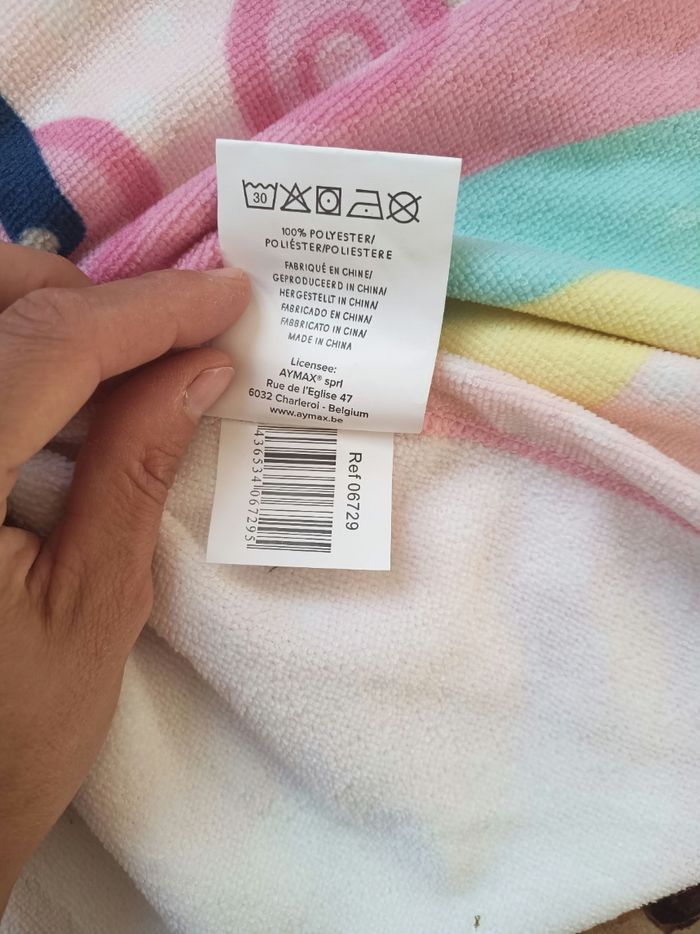 30
100% POLYESTER/
POLIÉSTER/POLIESTERE
FABRIQUÉ EN CHINE/
GEPRODUCEERD IN CHINA/
HERGESTELLT IN CHINA/
FABRICADO EN CHINA/
FABBRICATO IN CINA/
MADE IN CHINA
Licensee:
AYMAX® sprl
Rue de l'Eglise 47
6032 Charleroi - Belgium
www.aymax.be
Ref 06729
436534 067295